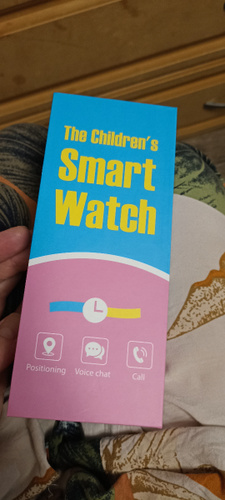 The Children's
Smart
Watch
Positioning Voice chat Call